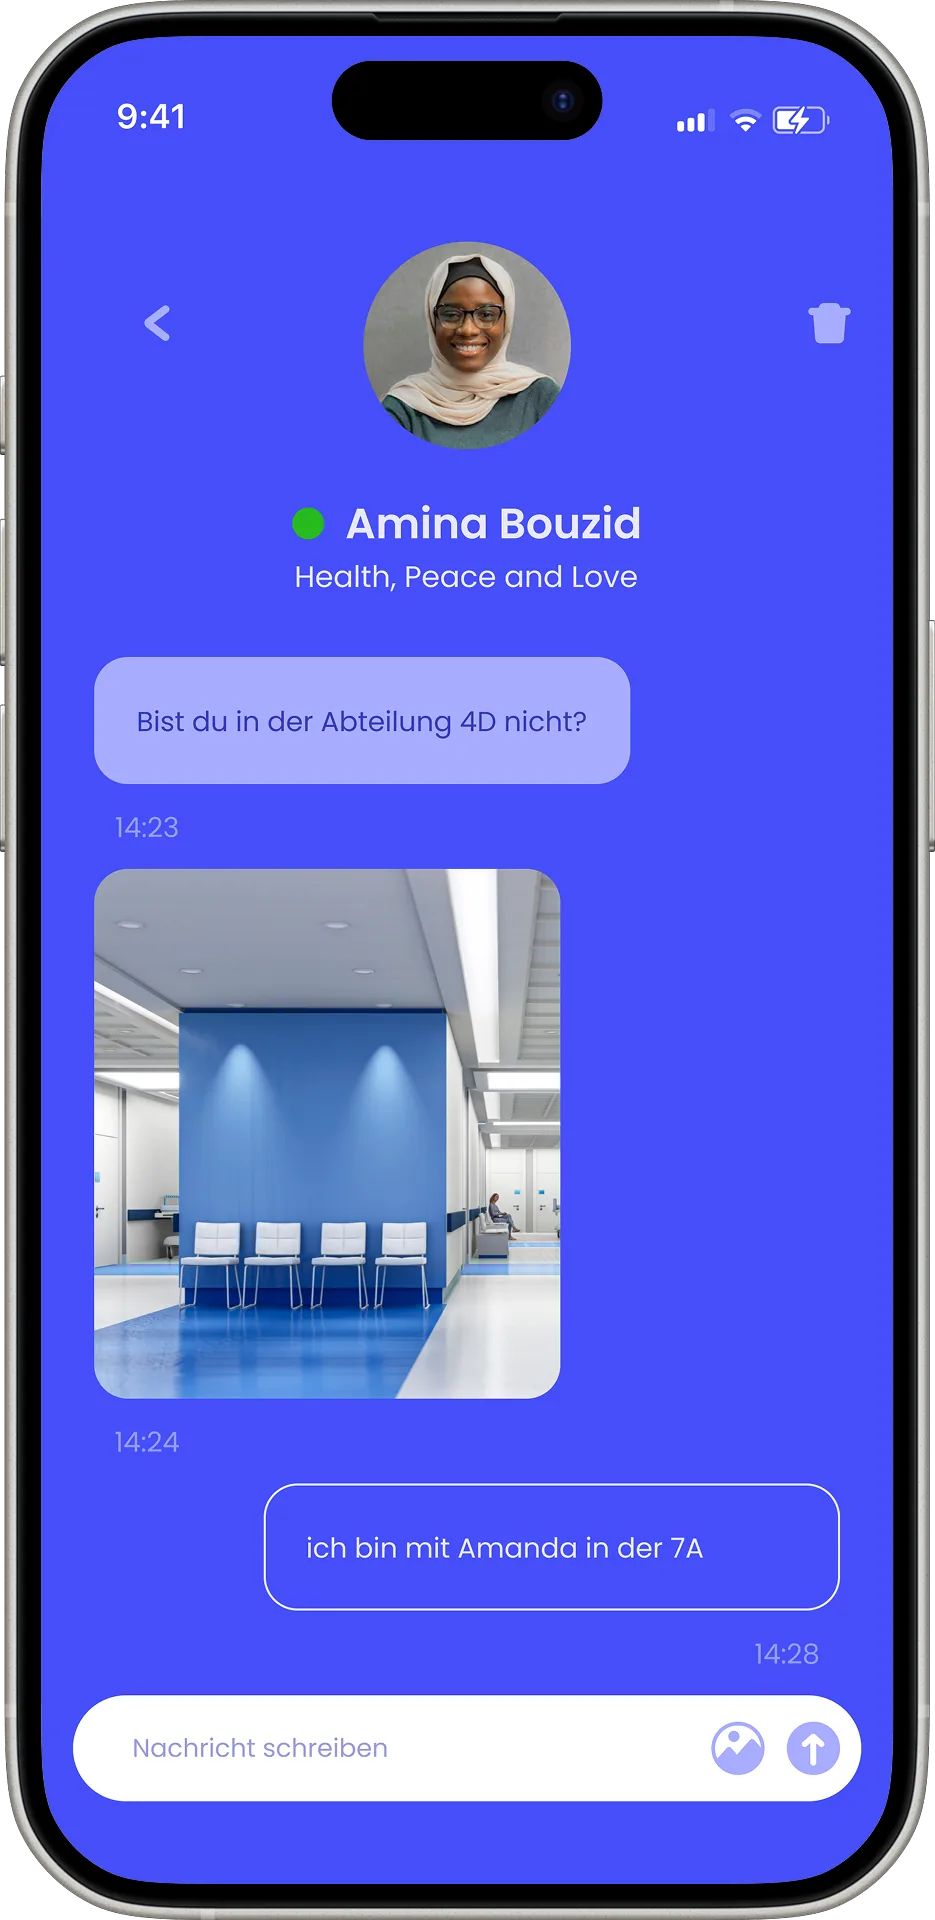 9:41
Amina Bouzid
Health, Peace and Love
Bist du in der Abteilung 4D nicht?
14:23
14:24
ich bin mit Amanda in der 7A
14:28
Nachricht schreiben